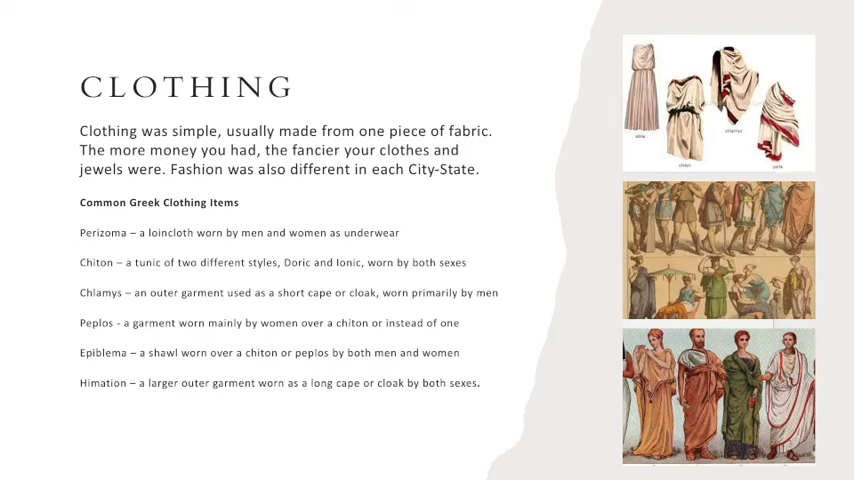 CLOTHING
Clothing was simple, usually made from one piece of fabric.
The more money you had, the fancier your clothes and
jewels were. Fashion was also different in each City-State.
Common Greek Clothing Items
Perizoma – a loincloth worn by men and women as underwear
Chiton – a tunic of two different styles, Doric and Ionic, worn by both sexes
Chlamys – an outer garment used as a short cape or cloak, worn primarily by men
Peplos - a garment worn mainly by women over a chiton or instead of one
Epiblema – a shawl worn over a chiton or peplos by both men and women
Himation – a larger outer garment worn as a long cape or cloak by both sexes.
chlamys